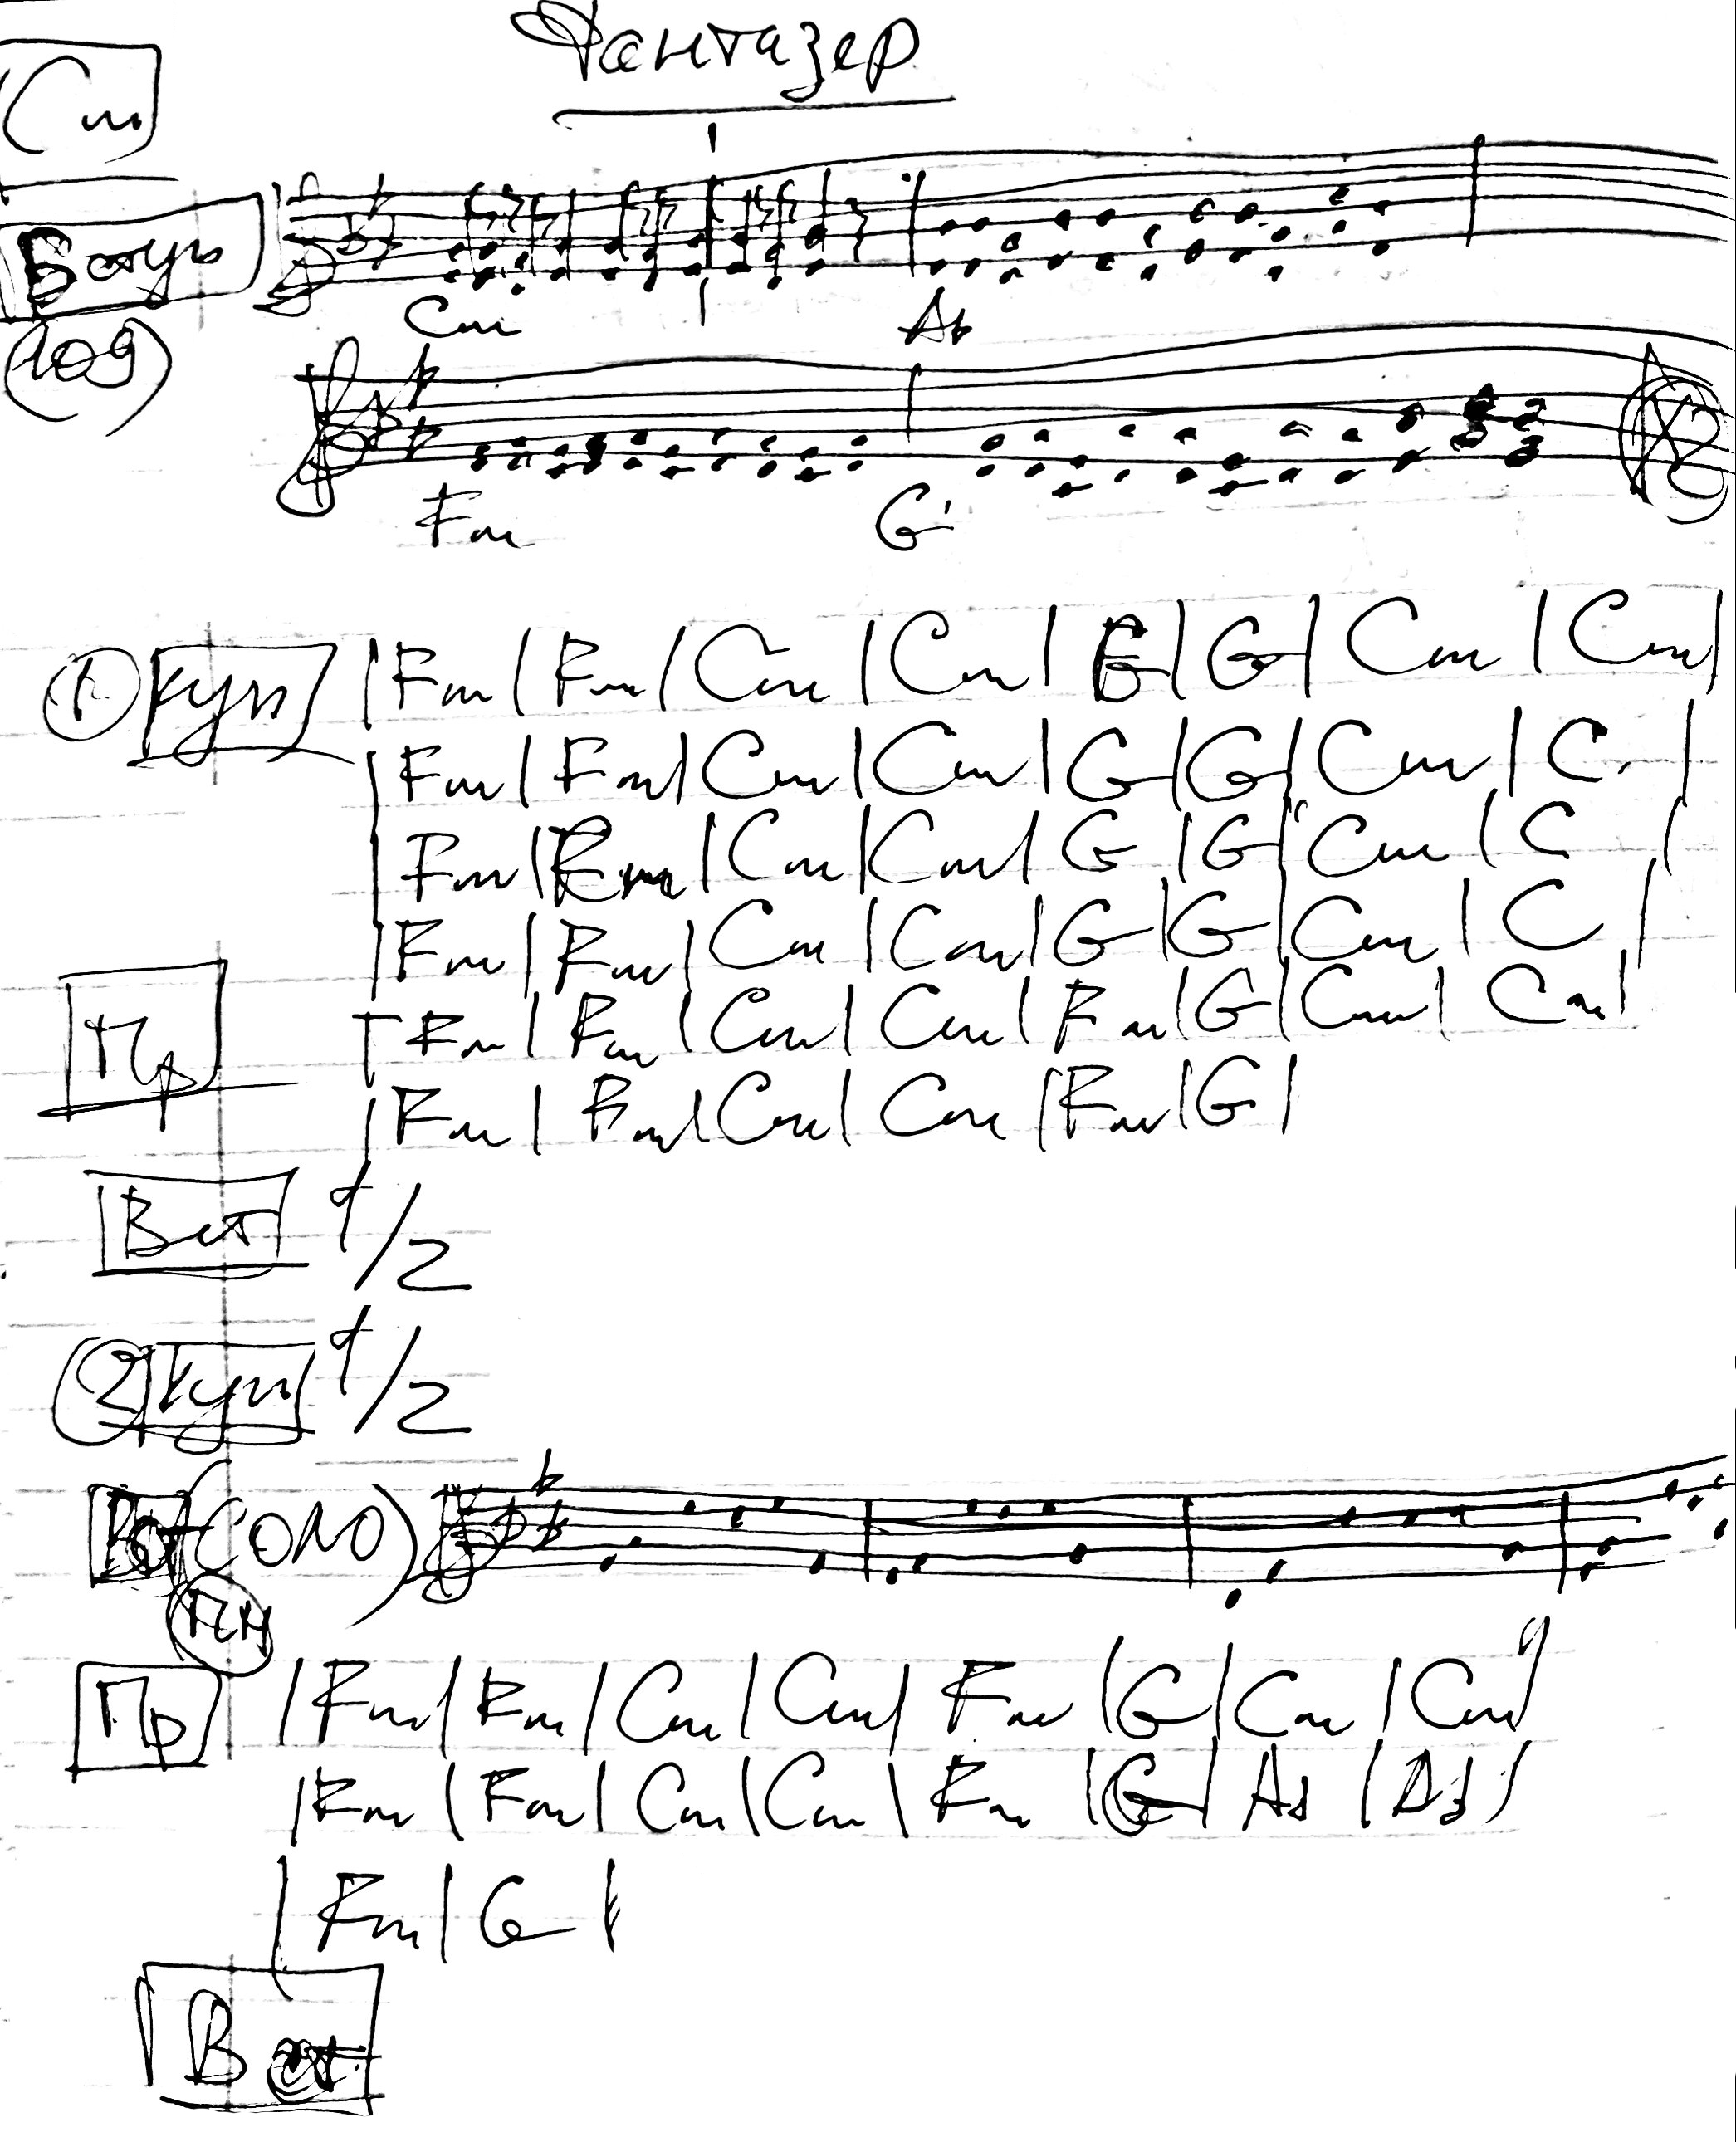 Фантазер
Cm
Вступ
(109)
Cm Ab
Fm G
1 куп | Fm | Fm | Cm | Cm | G | G | Cm | Cm |
| Fm | Fm | Cm | Cm | G | G | Cm | C |
| Fm | Fm | Cm | Cm | G | G | Cm | C |
| Fm | Fm | Cm | Cm | G | G | Cm | C |
Пр | Fm | Fm | Cm | Cm | Fm | G | Cm | Cm |
| Fm | Fm | Cm | Cm | Fm | G |
Вст 1/2
2 куп 1/2
(СОЛО)
Пр | Fm | Fm | Cm | Cm | Fm | G | Cm | Cm |
| Fm | Fm | Cm | Cm | Fm | G | Ab | Ab |
| Fm | G |
Вст